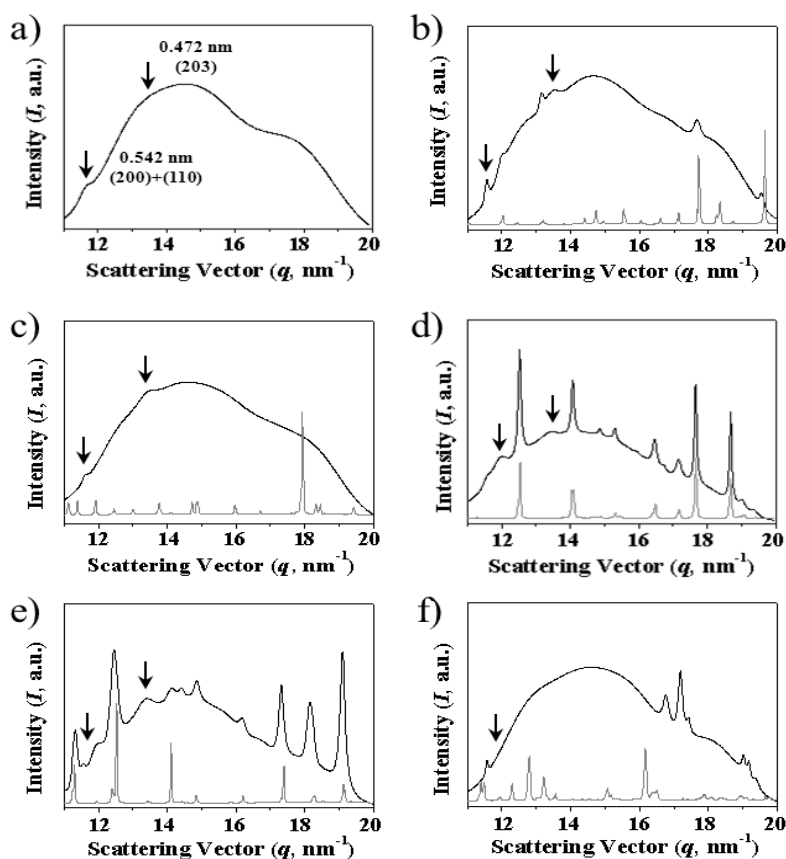 a)
0.472 nm
(203)
0.542 nm
(200)+(110)
Intensity (I, a.u.)
12 14 16 18 20
Scattering Vector (q, nm-1)
b)
Intensity (I, a.u.)
12 14 16 18 20
Scattering Vector (q, nm-1)
c)
Intensity (I, a.u.)
12 14 16 18 20
Scattering Vector (q, nm-1)
d)
Intensity (I, a.u.)
12 14 16 18 20
Scattering Vector (q, nm-1)
e)
Intensity (I, a.u.)
12 14 16 18 20
Scattering Vector (q, nm-1)
f)
Intensity (I, a.u.)
12 14 16 18 20
Scattering Vector (q, nm-1)